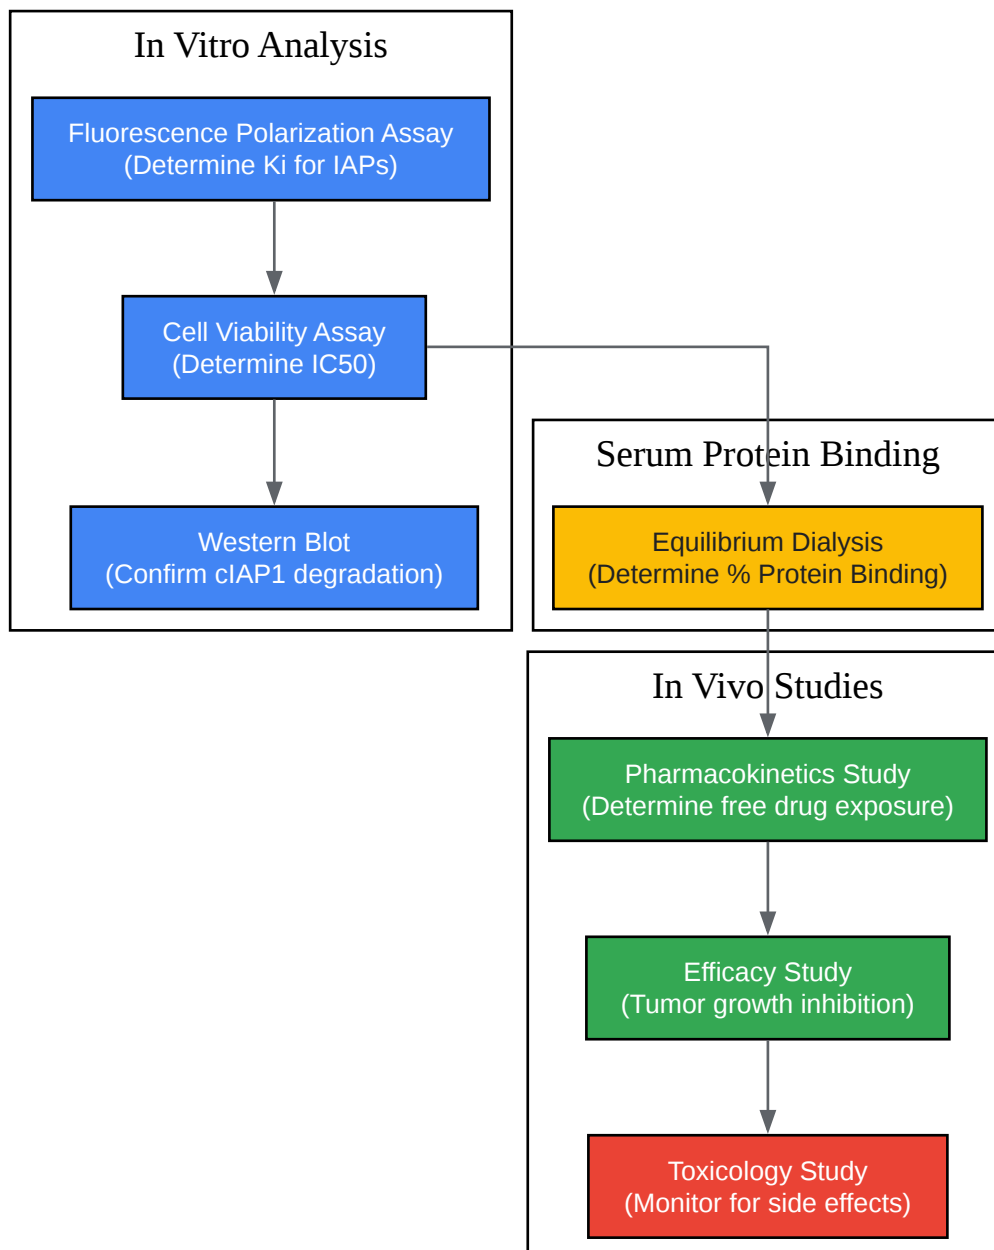 In Vitro Analysis
Fluorescence Polarization Assay
(Determine Ki for IAPs)
Cell Viability Assay
(Determine IC50)
Western Blot
(Confirm cIAP1 degradation)
Serum Protein Binding
Equilibrium Dialysis
(Determine % Protein Binding)
In Vivo Studies
Pharmacokinetics Study
(Determine free drug exposure)
Efficacy Study
(Tumor growth inhibition)
Toxicology Study
(Monitor for side effects)